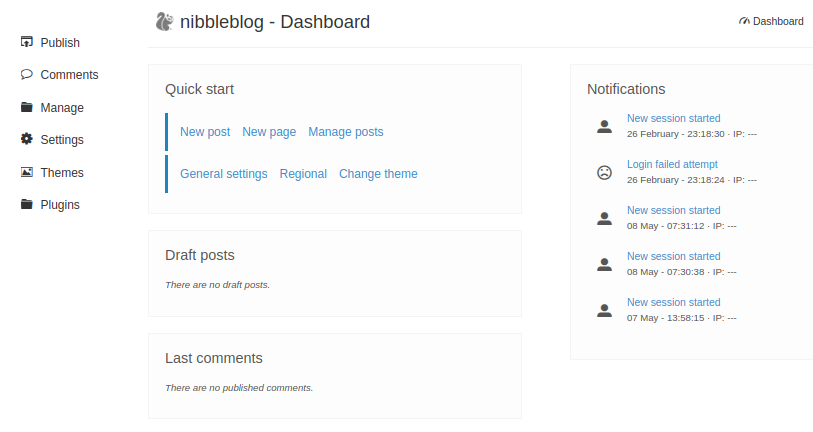 nibbleblog - Dashboard
Dashboard
Publish
Comments
Manage
Settings
Themes
Plugins
Quick start
New post New page Manage posts
General settings Regional Change theme
Draft posts
There are no draft posts.
Last comments
There are no published comments.
Notifications
New session started
26 February - 23:18:30 · IP: ---
Login failed attempt
26 February - 23:18:24 · IP: ---
New session started
08 May - 07:31:12 · IP: ---
New session started
08 May - 07:30:38 · IP: ---
New session started
07 May - 13:58:15 · IP: ---